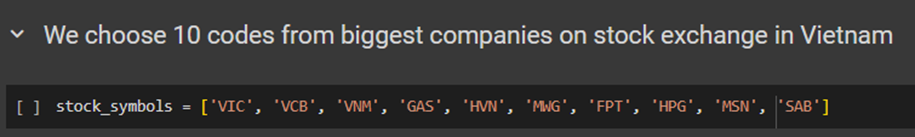 We choose 10 codes from biggest companies on stock exchange in Vietnam
[ ] stock_symbols = ['VIC', 'VCB', 'VNM', 'GAS', 'HVN', 'MWG', 'FPT', 'HPG', 'MSN', 'SAB']